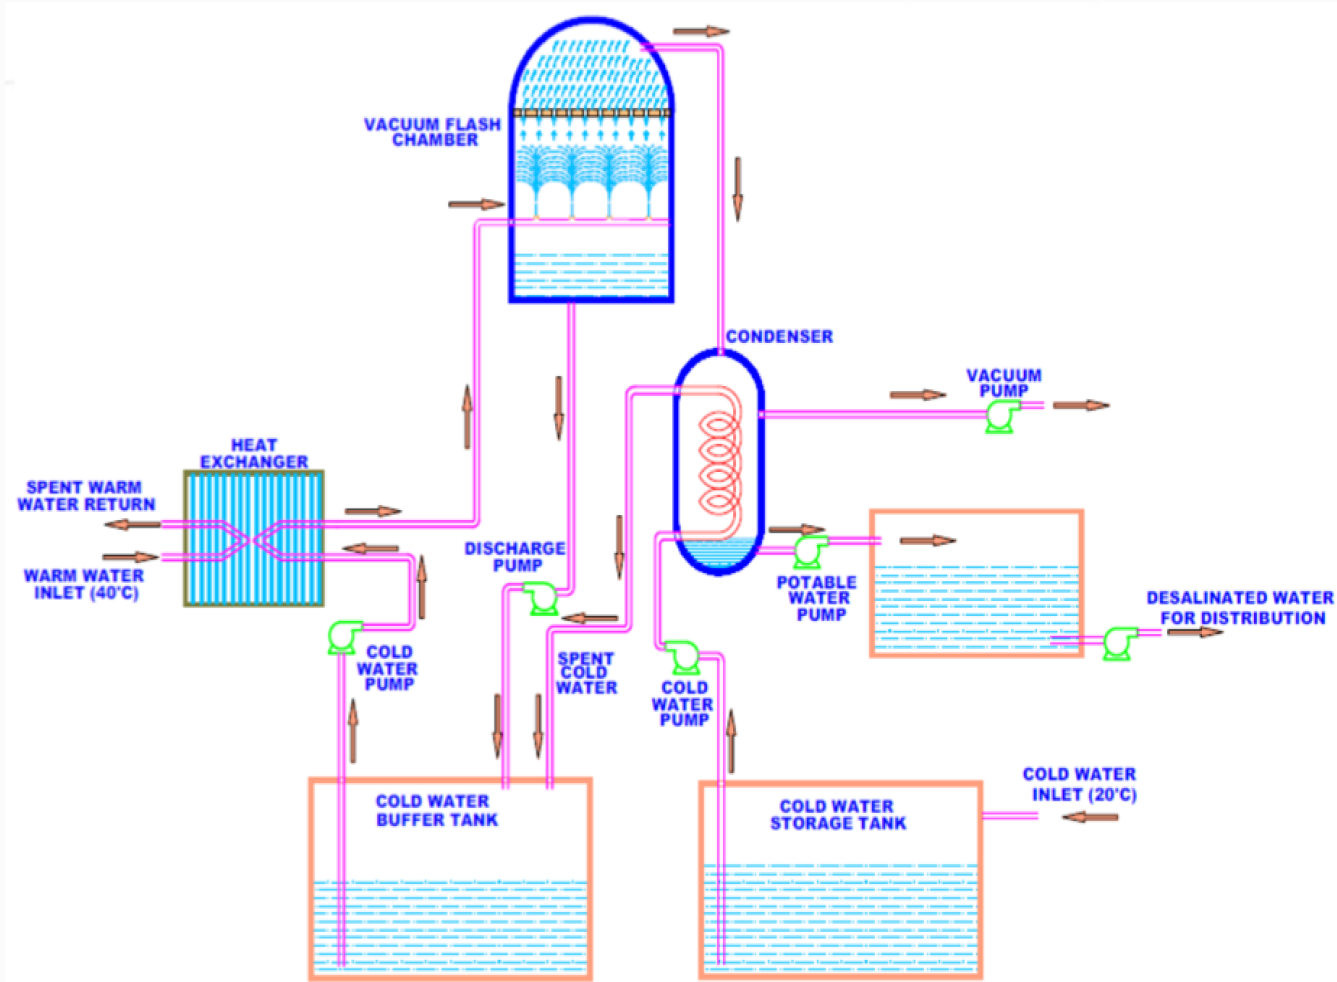 VACUUM FLASH
CHAMBER
CONDENSER
VACUUM
PUMP
HEAT
EXCHANGER
SPENT WARM
WATER RETURN
WARM WATER
INLET (40°C)
DISCHARGE
PUMP
POTABLE
WATER
PUMP
DESALINATED WATER
FOR DISTRIBUTION
COLD
WATER
PUMP
SPENT
COLD
WATER
COLD
WATER
PUMP
COLD WATER
BUFFER TANK
COLD WATER
STORAGE TANK
COLD WATER
INLET (20°C)